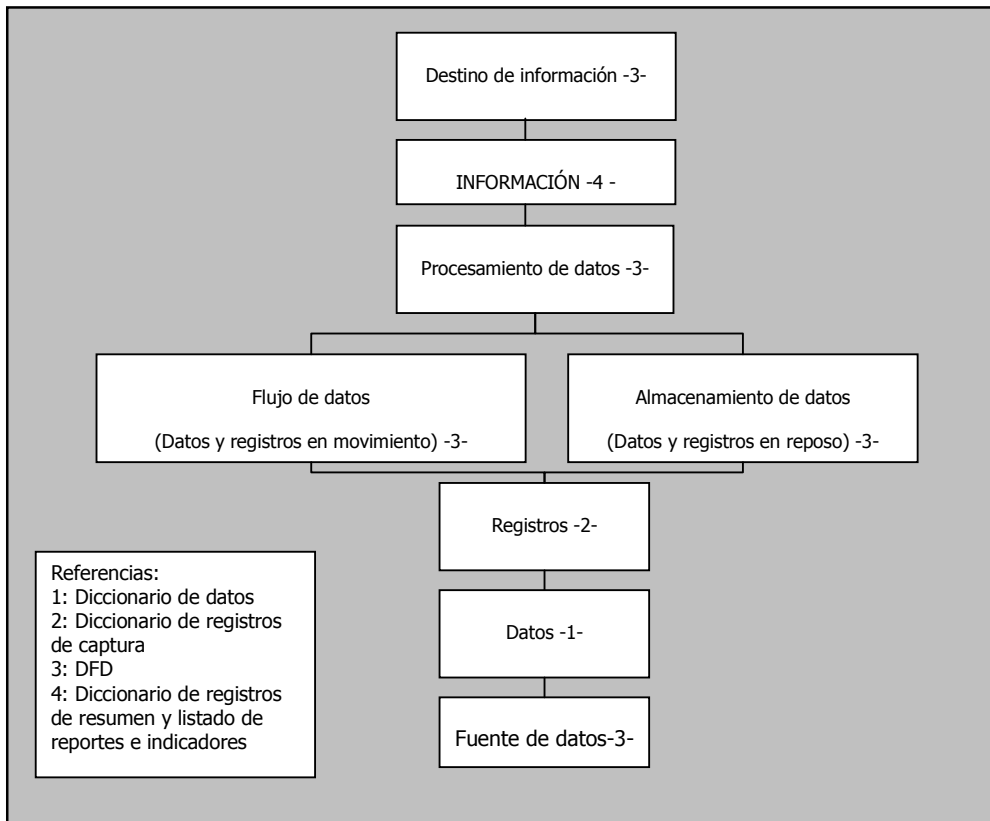 Destino de información -3-
INFORMACIÓN -4 -
Procesamiento de datos -3-
Flujo de datos
(Datos y registros en movimiento) -3-
Almacenamiento de datos
(Datos y registros en reposo) -3-
Registros -2-
Datos -1-
Fuente de datos-3-
Referencias:
1: Diccionario de datos
2: Diccionario de registros
de captura
3: DFD
4: Diccionario de registros
de resumen y listado de
reportes e indicadores